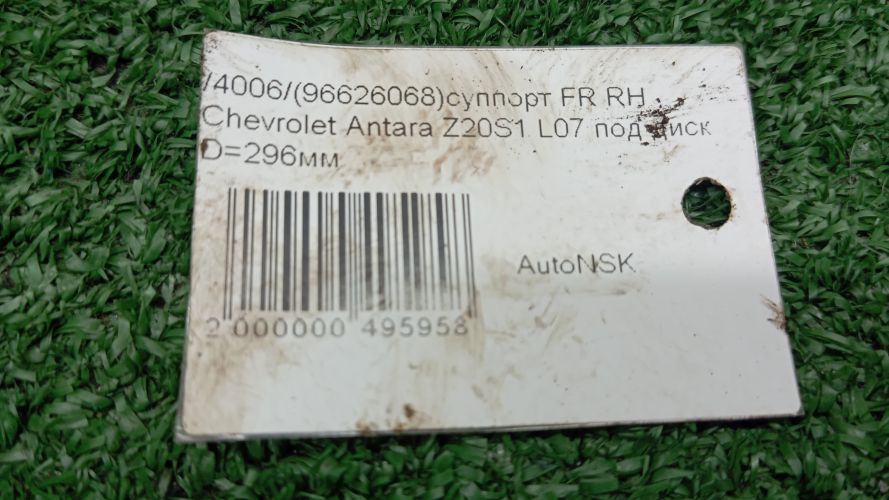 /4006/(96626068)суппорт FR RH
Chevrolet Antara Z20S1 L07 под диск
D=296мм
AutoNSK
2 000000 495958